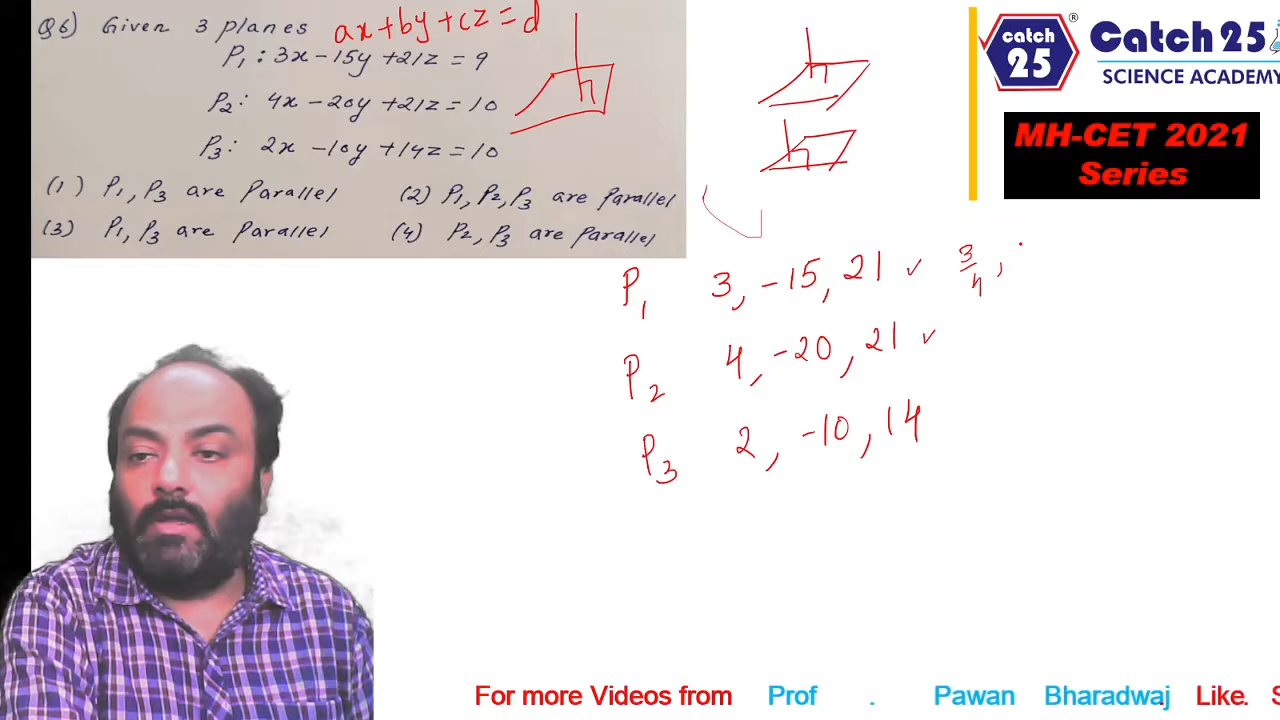 Q6) Given 3 planes ax+by+cz=d
P1 : 3x-15y+21z=9
P2: 4x-20y+21z=10
P3: 2x-10y+14z=10
(1) P1, P3 are parallel (2) P1, P2, P3 are parallel
(3) P1, P3 are parallel (4) P2, P3 are parallel
P1 3, -15, 21 ✓ 3/4,
P2 4, -20, 21 ✓
P3 2, -10, 14
catch 25 ®
Catch 25
SCIENCE ACADEMY
MH-CET 2021
Series
For more Videos from Prof . Pawan Bharadwaj Like. S